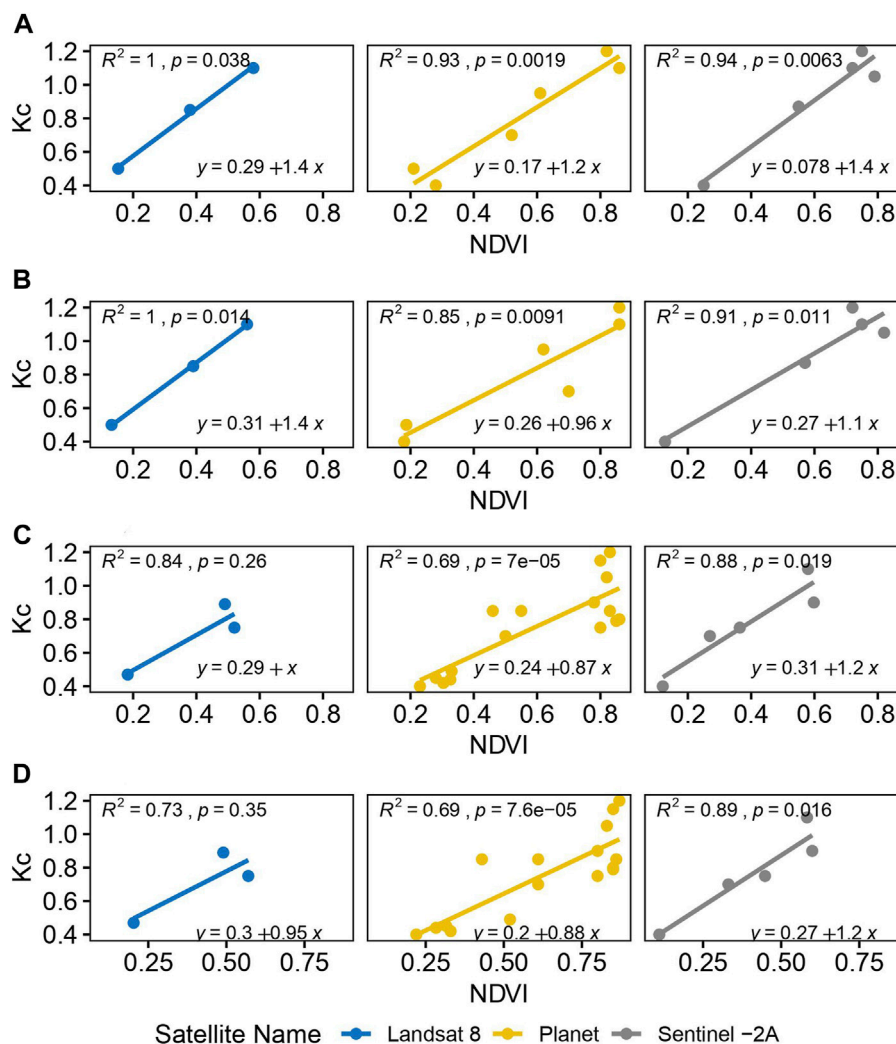 A
R² = 1 , p = 0.038
R² = 0.93 , p = 0.0019
R² = 0.94 , p = 0.0063
Kc
1.2
1.0
0.8
0.6
0.4
y = 0.29 +1.4 x
y = 0.17 +1.2 x
y = 0.078 +1.4 x
0.2 0.4 0.6 0.8 0.2 0.4 0.6 0.8 0.2 0.4 0.6 0.8
NDVI
B
R² = 1 , p = 0.014
R² = 0.85 , p = 0.0091
R² = 0.91 , p = 0.011
Kc
1.2
1.0
0.8
0.6
0.4
y = 0.31 +1.4 x
y = 0.26 +0.96 x
y = 0.27 +1.1 x
0.2 0.4 0.6 0.8 0.2 0.4 0.6 0.8 0.2 0.4 0.6 0.8
NDVI
C
R² = 0.84 , p = 0.26
R² = 0.69 , p = 7e−05
R² = 0.88 , p = 0.019
Kc
1.2
1.0
0.8
0.6
0.4
y = 0.29 + x
y = 0.24 +0.87 x
y = 0.31 +1.2 x
0.2 0.4 0.6 0.8 0.2 0.4 0.6 0.8 0.2 0.4 0.6 0.8
NDVI
D
R² = 0.73 , p = 0.35
R² = 0.69 , p = 7.6e−05
R² = 0.89 , p = 0.016
Kc
1.2
1.0
0.8
0.6
0.4
y = 0.3 +0.95 x
y = 0.2 +0.88 x
y = 0.27 +1.2 x
0.25 0.50 0.75 0.25 0.50 0.75 0.25 0.50 0.75
NDVI
Satellite Name Landsat 8 Planet Sentinel −2A